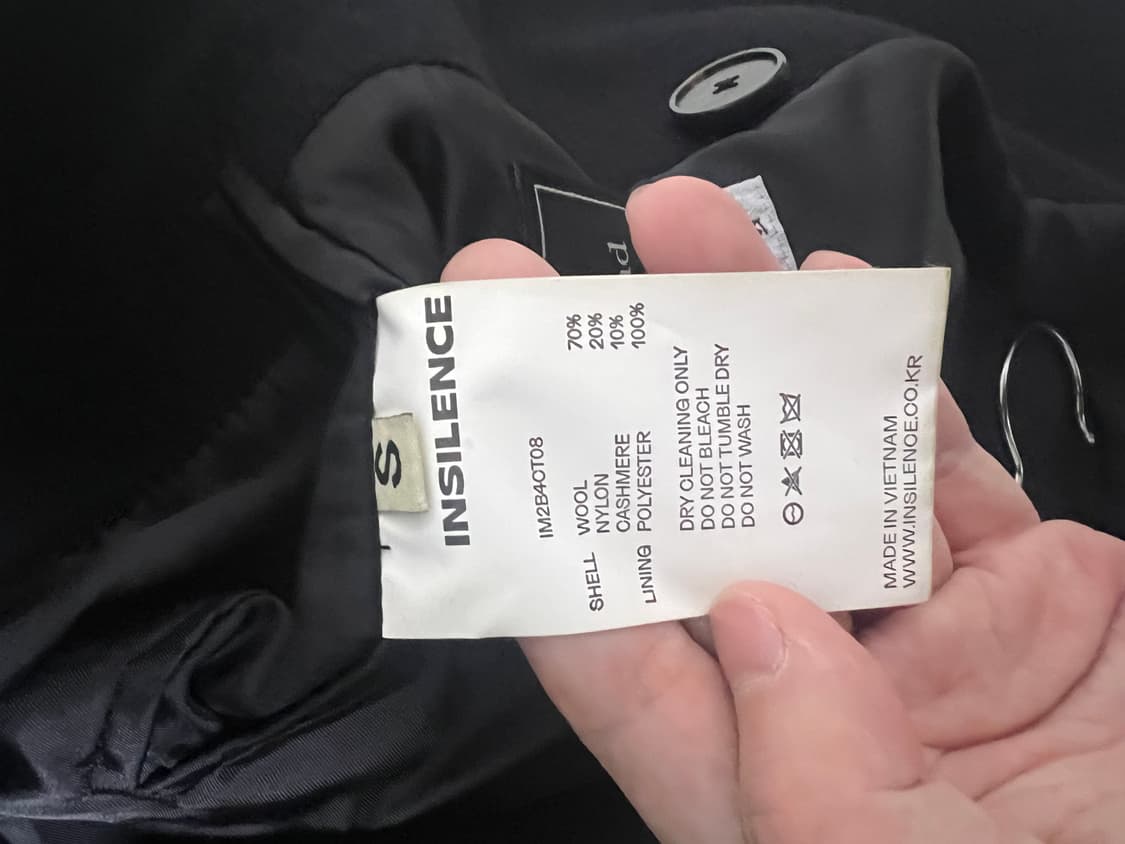 S
INSILENCE
IM2B4OT08
SHELL WOOL 70%
NYLON 20%
CASHMERE 10%
LINING POLYESTER 100%
DRY CLEANING ONLY
DO NOT BLEACH
DO NOT TUMBLE DRY
DO NOT WASH
MADE IN VIETNAM
WWW.INSILENCE.CO.KR